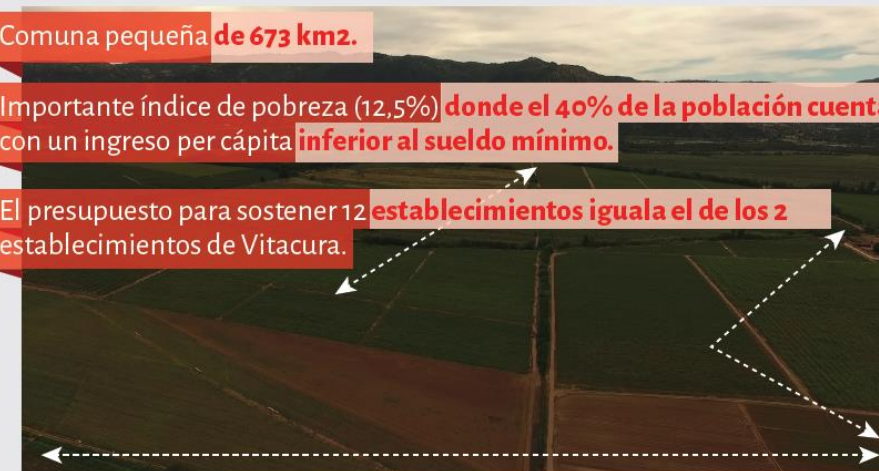 Comuna pequeña de 673 km2.
Importante índice de pobreza (12,5%) donde el 40% de la población cuenta
con un ingreso per cápita inferior al sueldo mínimo.
El presupuesto para sostener 12 establecimientos iguala el de los 2
establecimientos de Vitacura.